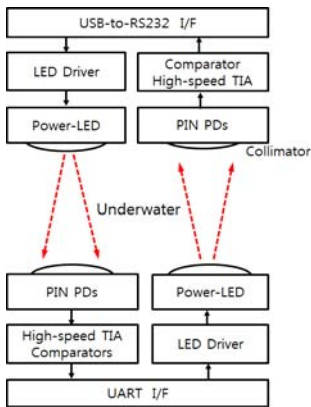 USB-to-RS232 I/F
LED Driver
Comparator
High-speed TIA
Power-LED
PIN PDs
Collimator
Underwater
PIN PDs
Power-LED
High-speed TIA
Comparators
LED Driver
UART I/F